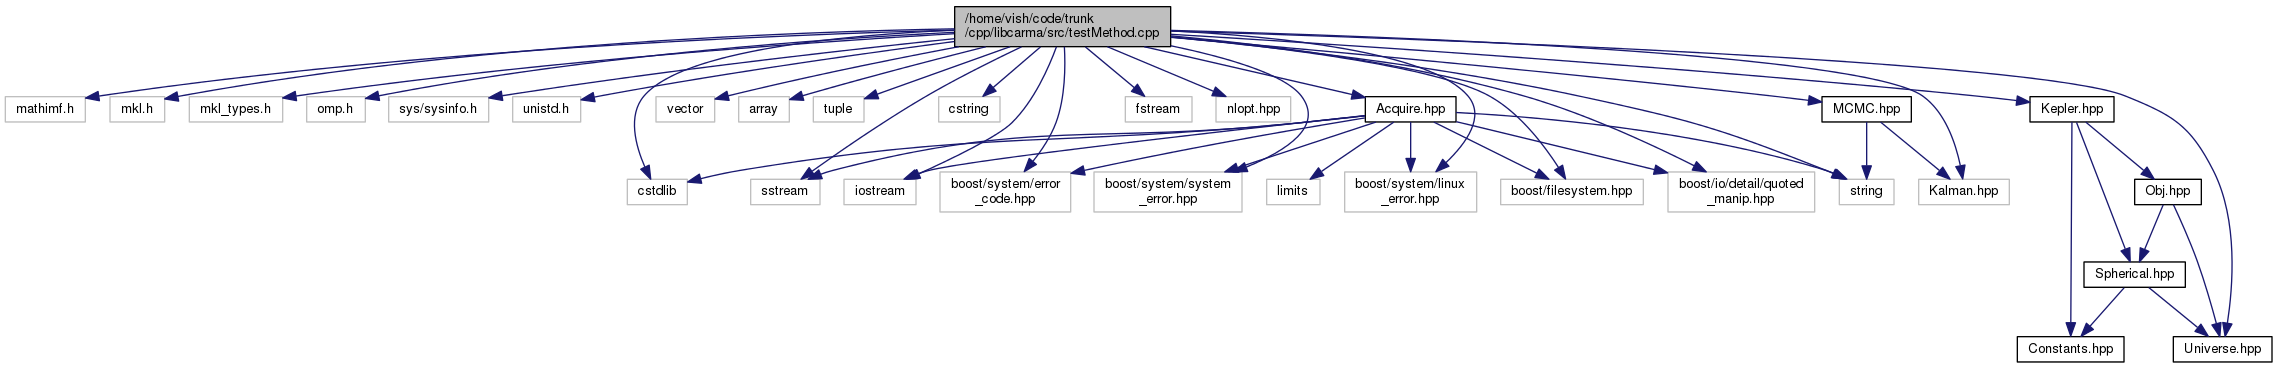 /home/vish/code/trunk
/cpp/libcarma/src/testMethod.cpp
mathimf.h
mkl.h
mkl_types.h
omp.h
sys/sysinfo.h
unistd.h
vector
array
tuple
cstring
fstream
nlopt.hpp
Acquire.hpp
MCMC.hpp
Kepler.hpp
cstdlib
sstream
iostream
boost/system/error
_code.hpp
boost/system/system
_error.hpp
limits
boost/system/linux
_error.hpp
boost/filesystem.hpp
boost/io/detail/quoted
_manip.hpp
string
Kalman.hpp
Obj.hpp
Spherical.hpp
Constants.hpp
Universe.hpp